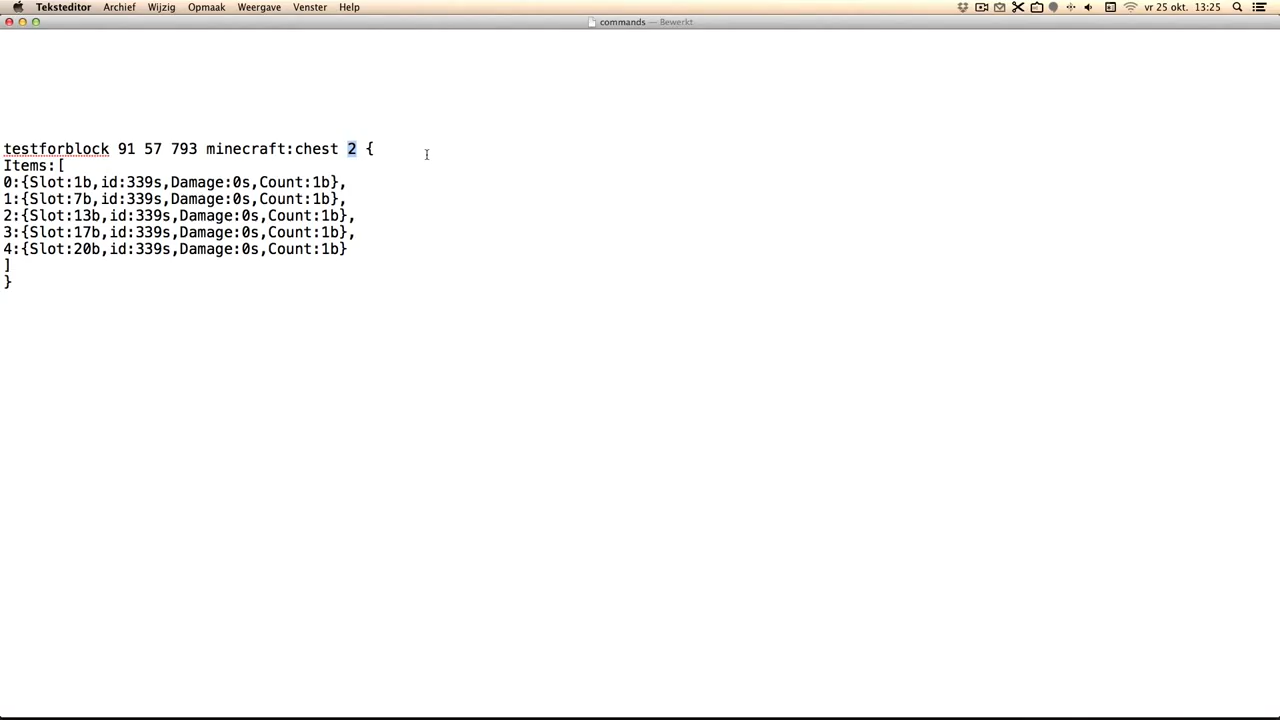 Teksteditor Archief Wijzig Opmaak Weergave Venster Help vr 25 okt. 13:25
commands — Bewerkt
testforblock 91 57 793 minecraft:chest 2 {
Items:[
0:{Slot:1b,id:339s,Damage:0s,Count:1b},
1:{Slot:7b,id:339s,Damage:0s,Count:1b},
2:{Slot:13b,id:339s,Damage:0s,Count:1b},
3:{Slot:17b,id:339s,Damage:0s,Count:1b},
4:{Slot:20b,id:339s,Damage:0s,Count:1b}
]
}